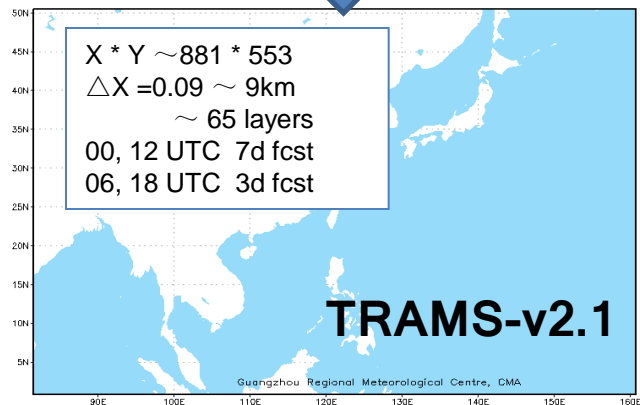 50N
45N
40N
35N
30N
25N
20N
15N
10N
5N
X * Y ～881 * 553
△X =0.09 ～ 9km
～ 65 layers
00, 12 UTC 7d fcst
06, 18 UTC 3d fcst
TRAMS-v2.1
Guangzhou Regional Meteorological Centre, CMA
90E 100E 110E 120E 130E 140E 150E 160E